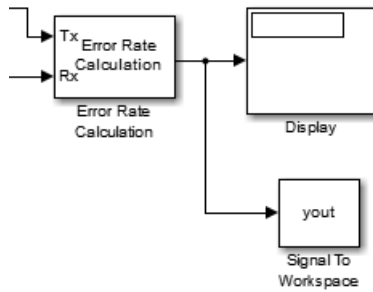 Tx
Error Rate
Calculation
Rx
Error Rate
Calculation
Display
yout
Signal To
Workspace